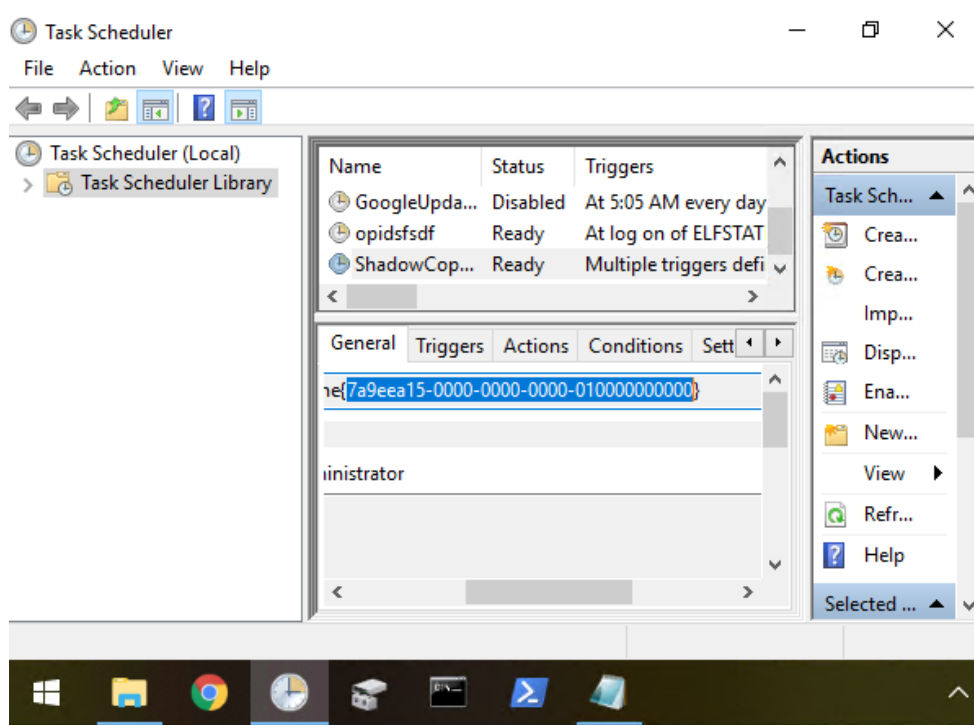 Task Scheduler
File Action View Help
Task Scheduler (Local)
Task Scheduler Library
Name Status Triggers
GoogleUpda... Disabled At 5:05 AM every day
opidsfsdf Ready At log on of ELFSTAT
ShadowCop... Ready Multiple triggers defi
General Triggers Actions Conditions Sett
ne{7a9eea15-0000-0000-0000-010000000000}
ministrator
Actions
Task Sch...
Crea...
Crea...
Imp...
Disp...
Ena...
New...
View
Refr...
Help
Selected ...